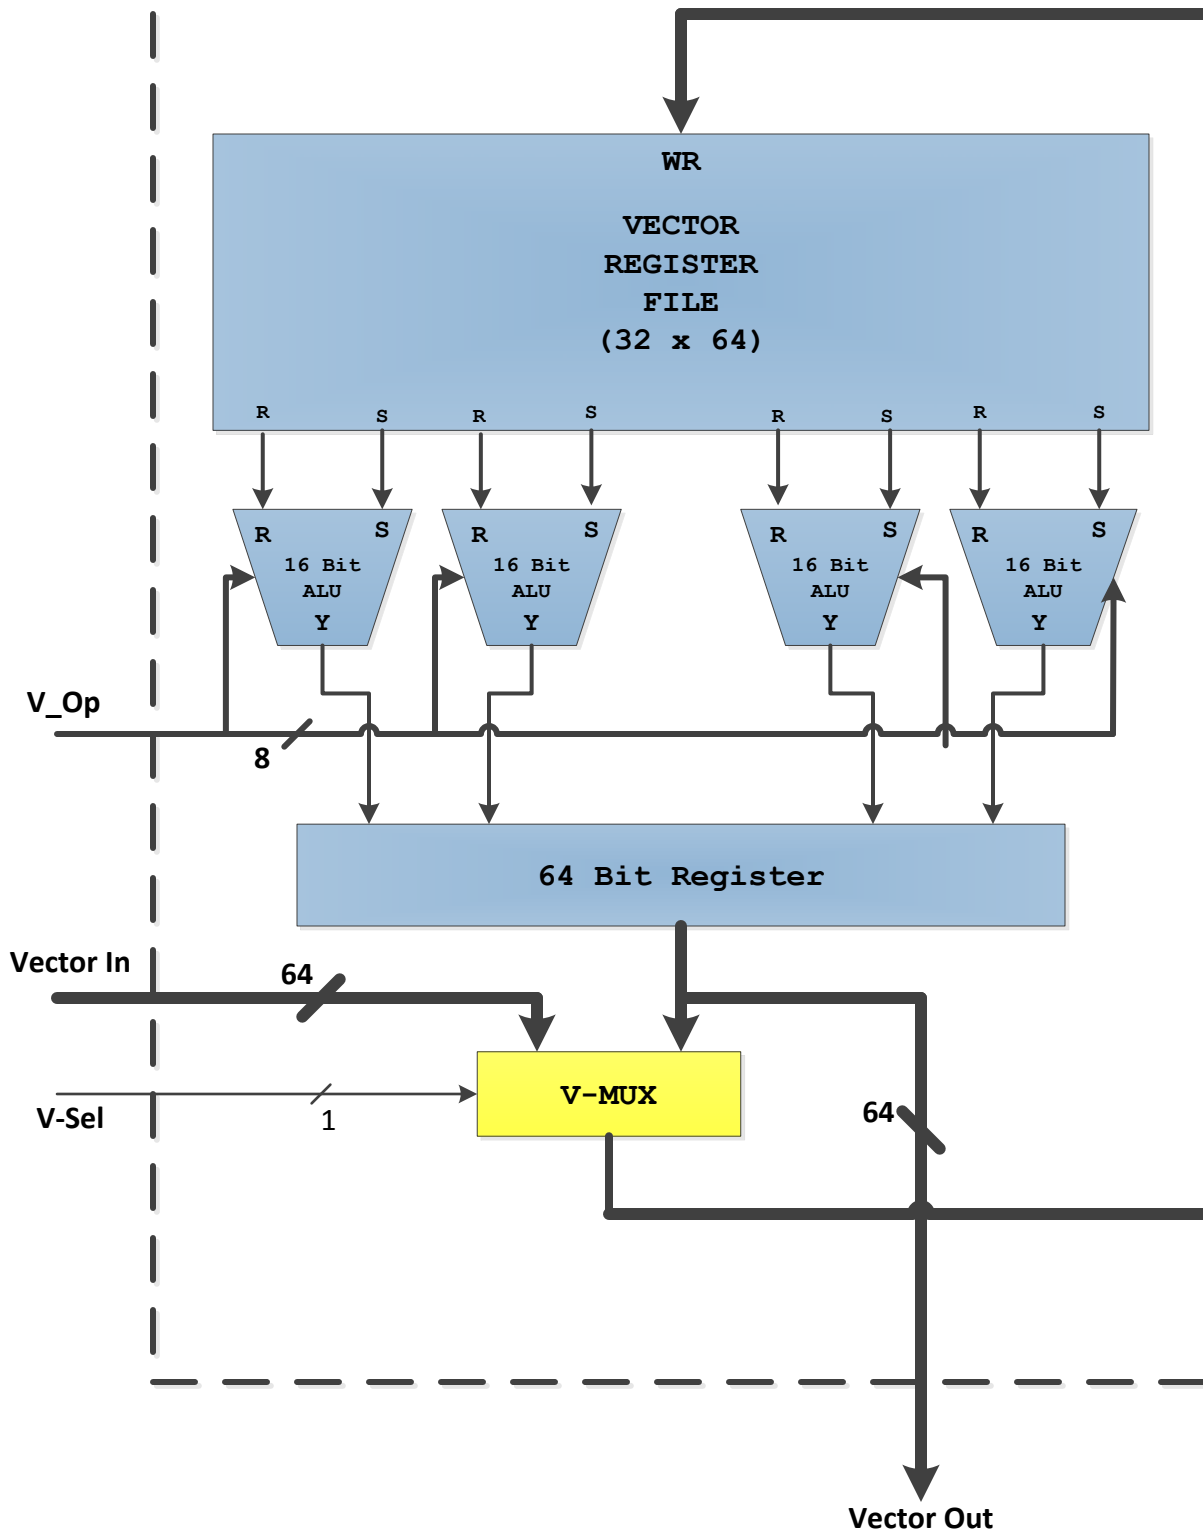 WR
VECTOR
REGISTER
FILE
(32 x 64)
R S R S R S R S
R S R S R S R S
16 Bit 16 Bit 16 Bit 16 Bit
ALU ALU ALU ALU
Y Y Y Y
V_Op
8
64 Bit Register
Vector In
64
V-MUX
V-Sel
1
64
Vector Out